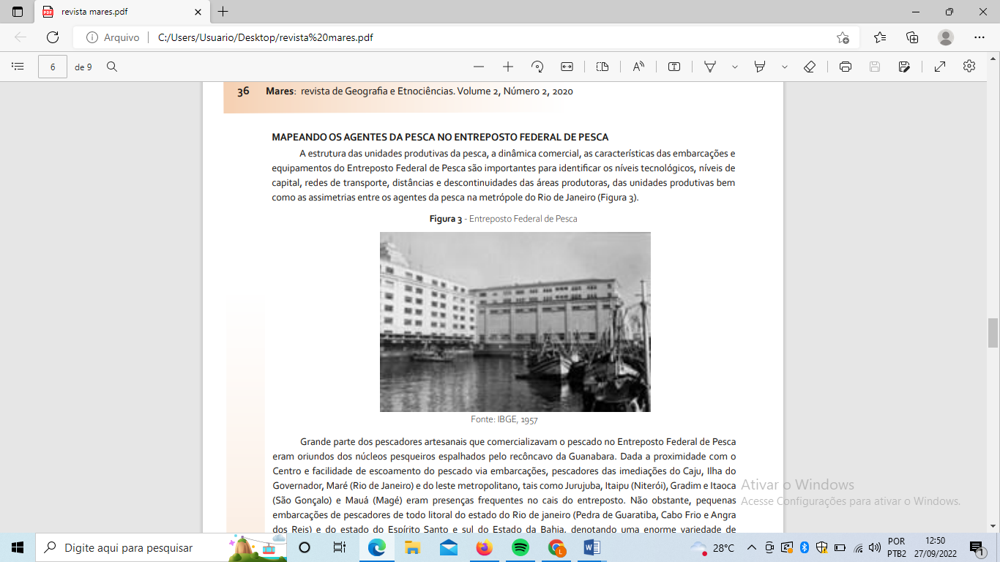 revista mares.pdf
Arquivo
C:/Users/Usuario/Desktop/revista%20mares.pdf
6 de 9
36 Mares: revista de Geografia e Etnociências. Volume 2, Número 2, 2020
MAPEANDO OS AGENTES DA PESCA NO ENTREPOSTO FEDERAL DE PESCA
A estrutura das unidades produtivas da pesca, a dinâmica comercial, as características das embarcações e
equipamentos do Entreposto Federal de Pesca são importantes para identificar os níveis tecnológicos, níveis de
capital, redes de transporte, distâncias e descontinuidades das áreas produtoras, das unidades produtivas bem
como as assimetrias entre os agentes da pesca na metrópole do Rio de Janeiro (Figura 3).
Figura 3 - Entreposto Federal de Pesca
Fonte: IBGE, 1957
Grande parte dos pescadores artesanais que comercializavam o pescado no Entreposto Federal de Pesca
eram oriundos dos núcleos pesqueiros espalhados pelo recôncavo da Guanabara. Dada a proximidade com o
Centro e facilidade de escoamento do pescado via embarcações, pescadores das imediações do Caju, Ilha do
Governador, Maré (Rio de Janeiro) e do leste metropolitano, tais como Jurujuba, Itaipu (Niterói), Gradim e Itaoca
(São Gonçalo) e Mauá (Magé) eram presenças frequentes no cais do entreposto. Não obstante, pequenas
embarcações de pescadores de todo litoral do estado do Rio de janeiro (Pedra de Guaratiba, Cabo Frio e Angra
dos Reis) e do estado do Espírito Santo e sul do Estado da Bahia, denotando uma enorme variedade de
Ativar o Windows
Acesse Configurações para ativar o Windows.
Digite aqui para pesquisar
28°C
POR
PTB2
12:50
27/09/2022
1